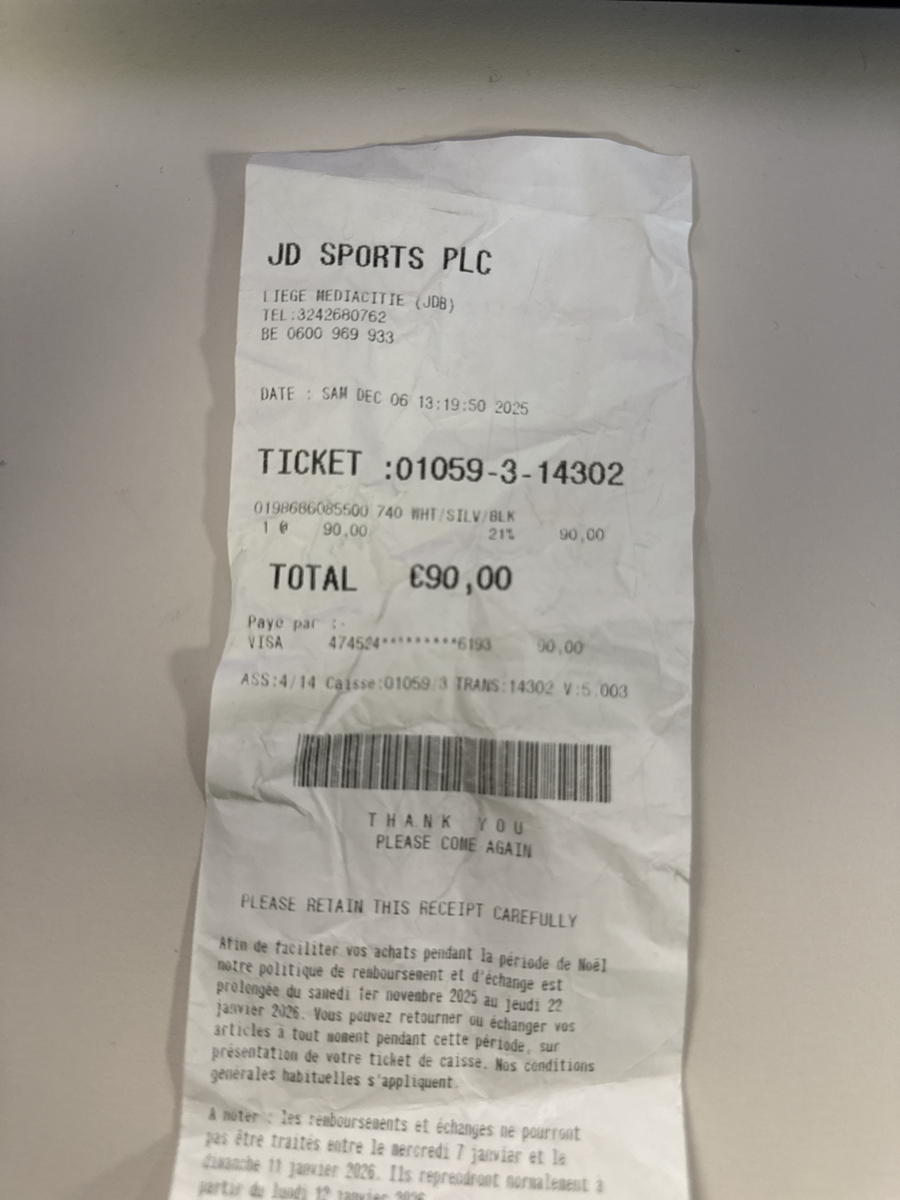 JD SPORTS PLC
LIEGE MEDIACITIE (JDB)
TEL:3242680762
BE 0600 969 933
DATE : SAM DEC 06 13:19:50 2025
TICKET :01059-3-14302
0198686085500 740 WHT/SILV/BLK
1 @ 90,00 21% 90,00
TOTAL €90,00
Payé par :-
VISA 474524*********6193 90,00
ASS:4/14 Caisse:01059/3 TRANS:14302 V:5.003
THANK YOU
PLEASE COME AGAIN
PLEASE RETAIN THIS RECEIPT CAREFULLY
Afin de faciliter vos achats pendant la période de Noël
notre politique de remboursement et d'échange est
prolongée du samedi 1er novembre 2025 au jeudi 22
janvier 2026. Vous pouvez retourner ou échanger vos
articles à tout moment pendant cette période, sur
présentation de votre ticket de caisse. Nos conditions
générales habituelles s'appliquent.
A noter : les remboursements et échanges ne pourront
pas être traités entre le mercredi 7 janvier et le
dimanche 11 janvier 2026. Ils reprendront normalement à
partir du lundi 12 janvier 2026.